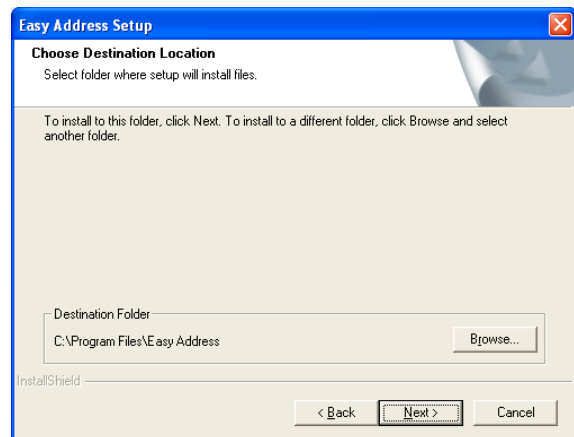 Easy Address Setup
Choose Destination Location
Select folder where setup will install files.
To install to this folder, click Next. To install to a different folder, click Browse and select
another folder.
Destination Folder
C:\Program Files\Easy Address
Browse...
InstallShield
< Back
Next >
Cancel